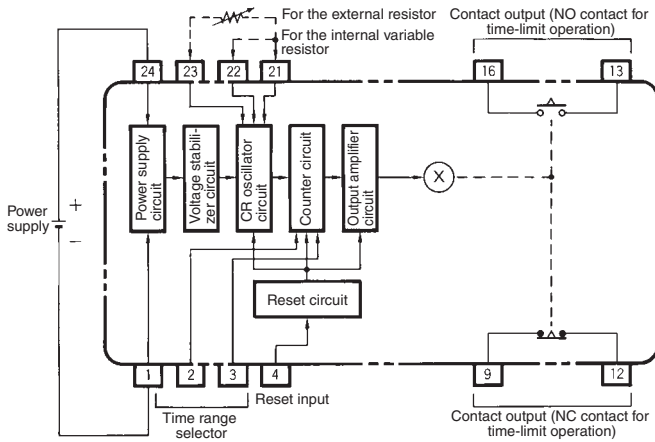 For the external resistor
For the internal variable
resistor
Contact output (NO contact for
time-limit operation)
24
23
22
21
16
13
Power supply
circuit
Voltage stabili-
zer circuit
CR oscillator
circuit
Counter circuit
Output amplifier
circuit
X
Power
supply
+
−
Reset circuit
1
2
3
4
9
12
Time range
selector
Reset input
Contact output (NC contact for
time-limit operation)